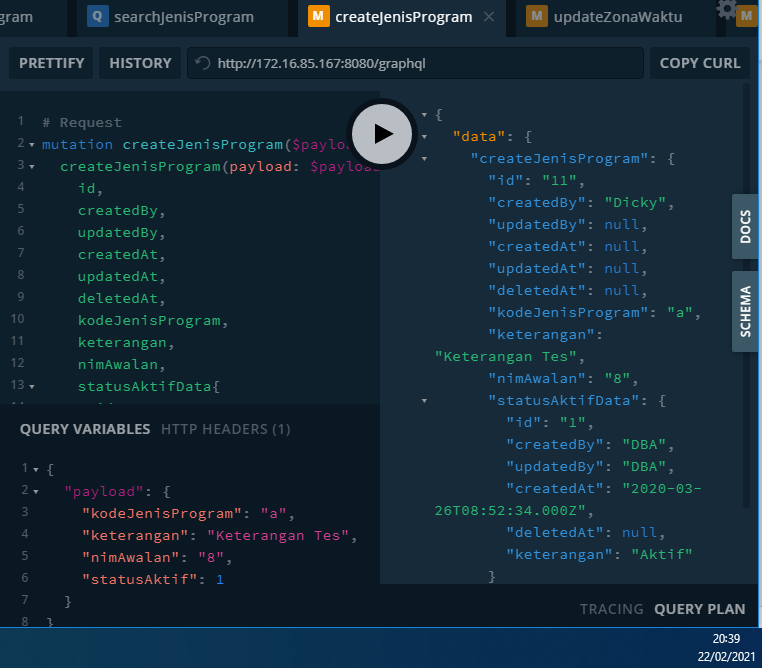 gram
Q searchJenisProgram
M createJenisProgram ×
M updateZonaWaktu
M
PRETTIFY
HISTORY
http://172.16.85.167:8080/graphql
COPY CURL
1 # Request
2 mutation createJenisProgram($paylo
3 createJenisProgram(payload: $payloa
4 id,
5 createdBy,
6 updatedBy,
7 createdAt,
8 updatedAt,
9 deletedAt,
10 kodeJenisProgram,
11 keterangan,
12 nimAwalan,
13 statusAktifData{
QUERY VARIABLES HTTP HEADERS (1)
1 {
2 "payload": {
3 "kodeJenisProgram": "a",
4 "keterangan": "Keterangan Tes",
5 "nimAwalan": "8",
6 "statusAktif": 1
7 }
8 }
{
"data": {
"createJenisProgram": {
"id": "11",
"createdBy": "Dicky",
"updatedBy": null,
"createdAt": null,
"updatedAt": null,
"deletedAt": null,
"kodeJenisProgram": "a",
"keterangan":
"Keterangan Tes",
"nimAwalan": "8",
"statusAktifData": {
"id": "1",
"createdBy": "DBA",
"updatedBy": "DBA",
"createdAt": "2020-03-
26T08:52:34.000Z",
"deletedAt": null,
"keterangan": "Aktif"
}
DOCS
SCHEMA
TRACING QUERY PLAN
20:39
22/02/2021